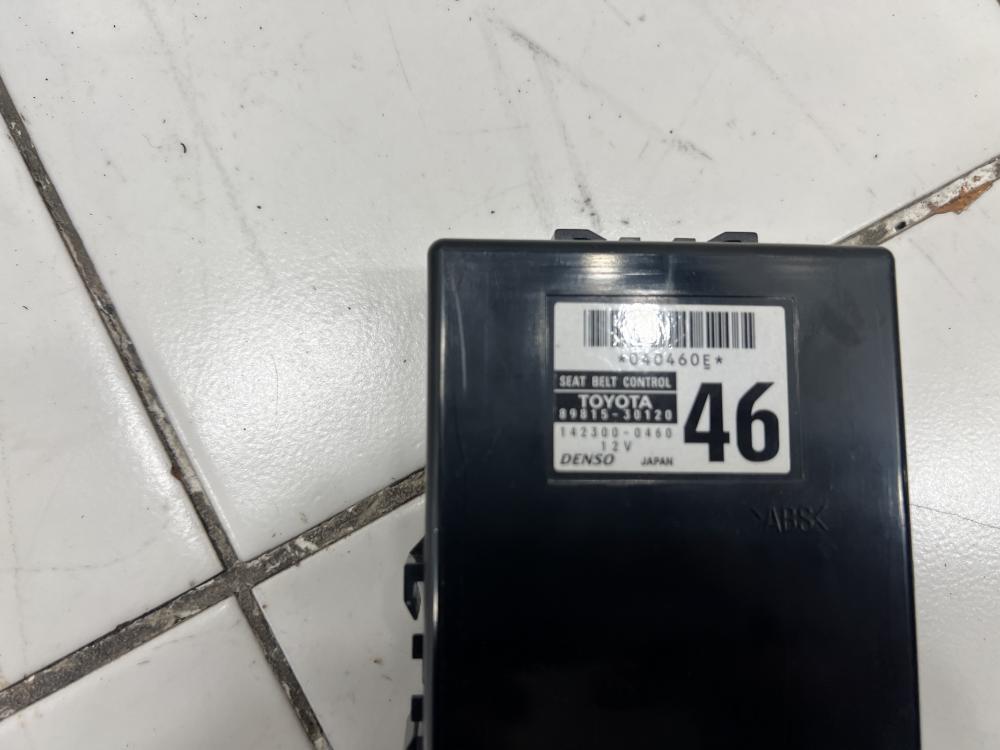 *040460E*
SEAT BELT CONTROL
TOYOTA
89815-30120
46
142300-0460
12V
DENSO JAPAN
>ABS<